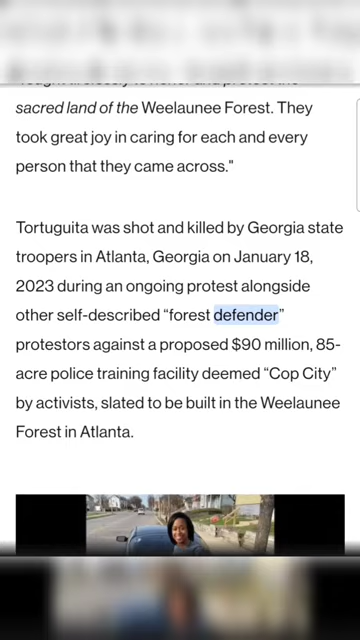 sacred land of the Weelaunee Forest. They
took great joy in caring for each and every
person that they came across."
Tortuguita was shot and killed by Georgia state
troopers in Atlanta, Georgia on January 18,
2023 during an ongoing protest alongside
other self-described “forest defender”
protestors against a proposed $90 million, 85-
acre police training facility deemed “Cop City”
by activists, slated to be built in the Weelaunee
Forest in Atlanta.